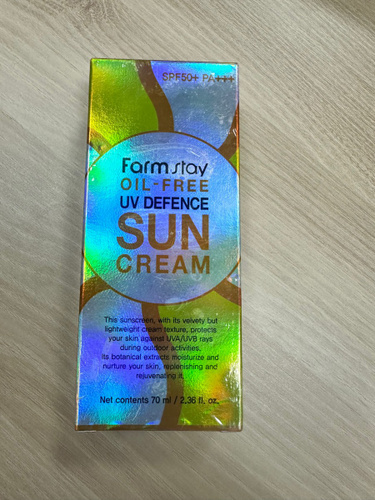 SPF50+ PA+++
Farmstay
OIL-FREE
UV DEFENCE
SUN
CREAM
This sunscreen, with its velvety but
lightweight cream texture, protects
your skin against UVA/UVB rays
during outdoor activities,
its botanical extracts moisturize and
nurture your skin, replenishing and
rejuvenating it.
Net contents 70 ml / 2.36 fl. oz.